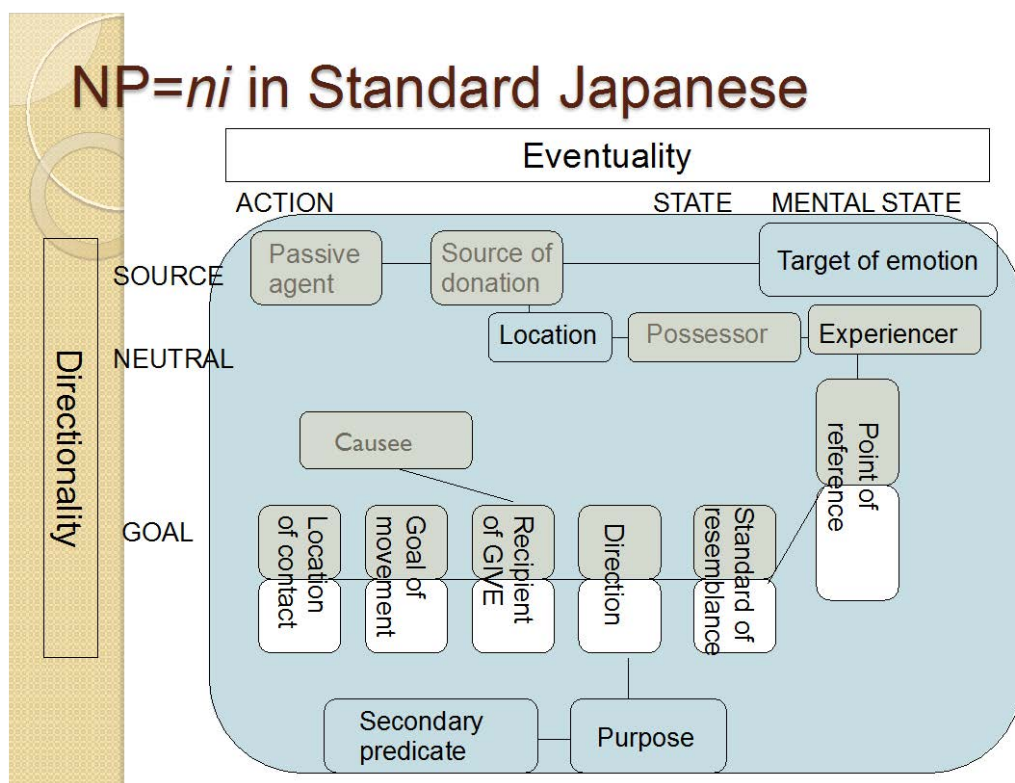 NP=ni in Standard Japanese
Eventuality
ACTION STATE MENTAL STATE
Directionality
SOURCE
Passive
agent
Source of
donation
Target of emotion
NEUTRAL
Location
Possessor
Experiencer
Point of
reference
Causee
GOAL
Location
of contact
Goal of
movement
Recipient
of GIVE
Direction
Standard of
resemblance
Secondary
predicate
Purpose